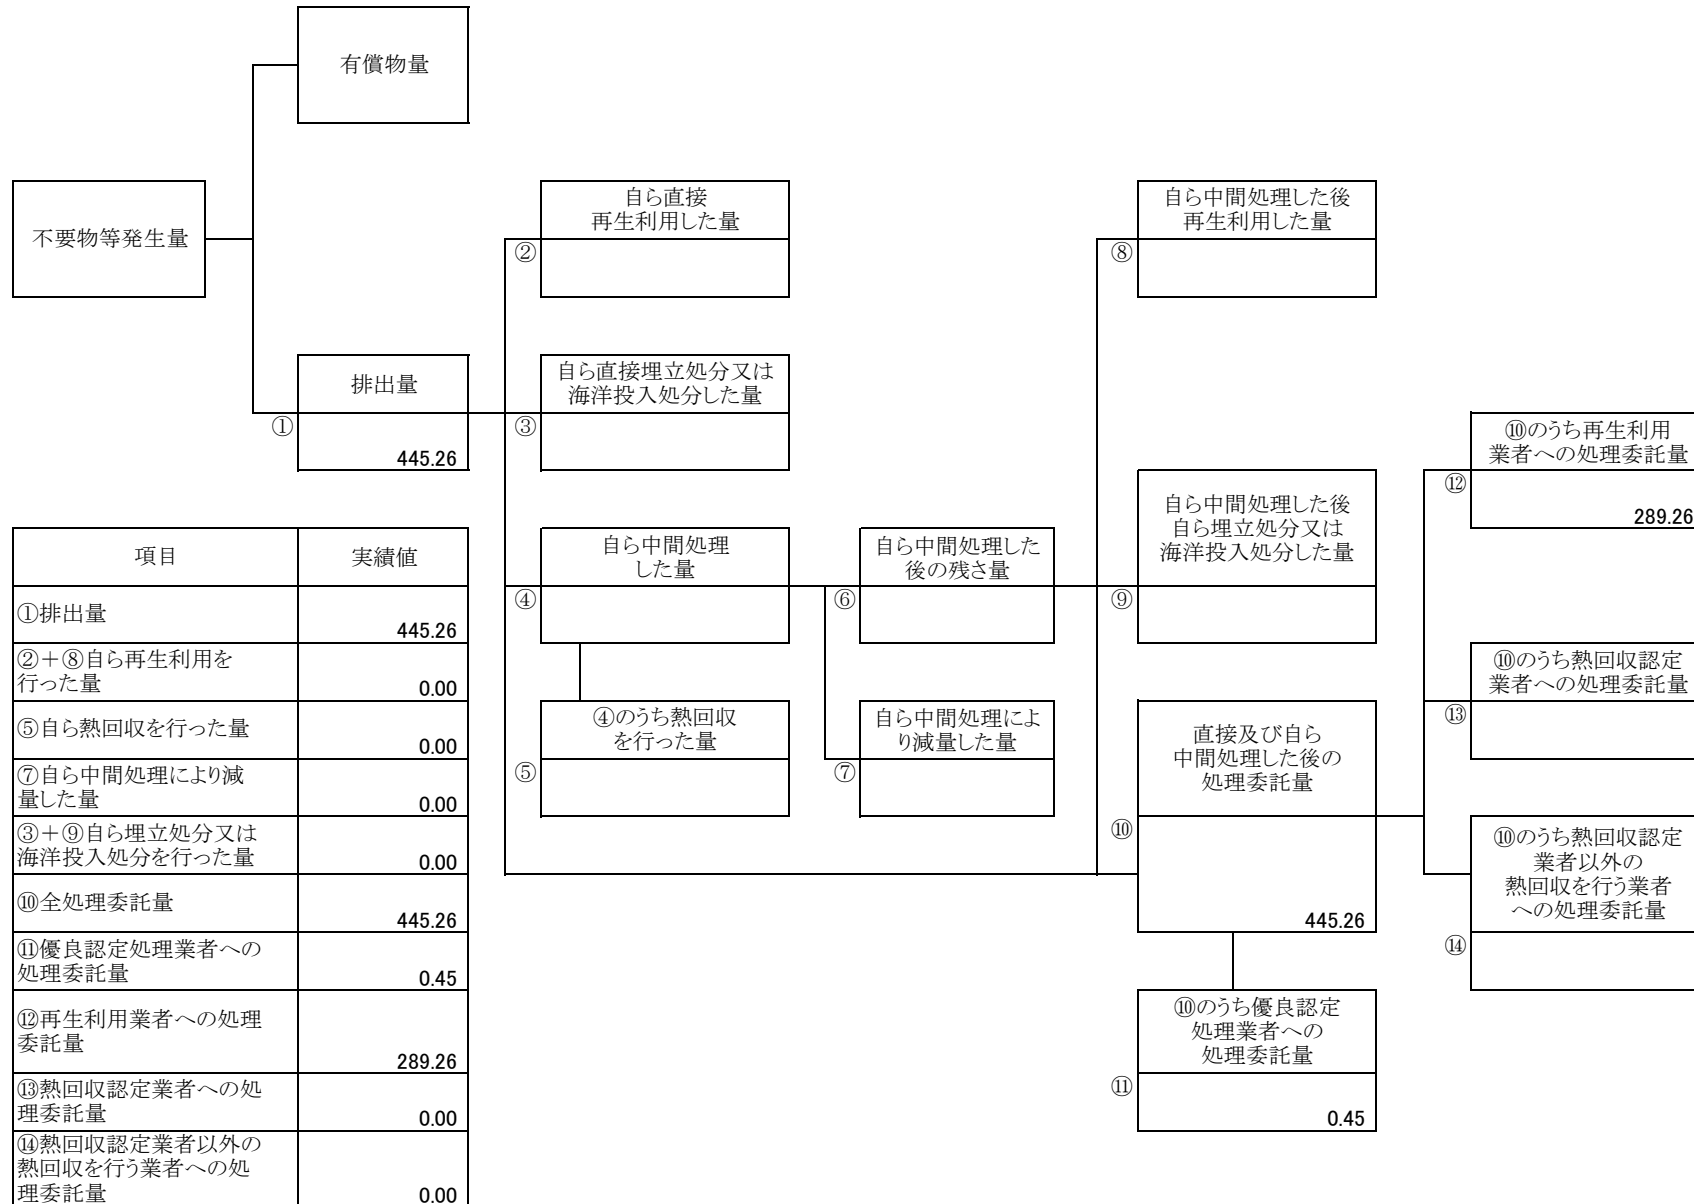 有償物量
不要物等発生量
自ら直接
再生利用した量
②
自ら中間処理した後
再生利用した量
⑧
排出量
①
445.26
自ら直接埋立処分又は
海洋投入処分した量
③
⑩のうち再生利用
業者への処理委託量
⑫
289.26
自ら中間処理した後
自ら埋立処分又は
海洋投入処分した量
⑨
自ら中間処理
した量
④
自ら中間処理した
後の残さ量
⑥
⑩のうち熱回収認定
業者への処理委託量
⑬
④のうち熱回収
を行った量
⑤
自ら中間処理によ
り減量した量
⑦
直接及び自ら
中間処理した後の
処理委託量
⑩
445.26
⑩のうち熱回収認定
業者以外の
熱回収を行う業者
への処理委託量
⑭
⑩のうち優良認定
処理業者への
処理委託量
⑪
0.45
項目 実績値
①排出量
445.26
②+⑧自ら再生利用を
行った量 0.00
⑤自ら熱回収を行った量
0.00
⑦自ら中間処理により減
量した量 0.00
③+⑨自ら埋立処分又は
海洋投入処分を行った量 0.00
⑩全処理委託量
445.26
⑪優良認定処理業者への
処理委託量 0.45
⑫再生利用業者への処理
委託量
289.26
⑬熱回収認定業者への処
理委託量 0.00
⑭熱回収認定業者以外の
熱回収を行う業者への処
理委託量 0.00